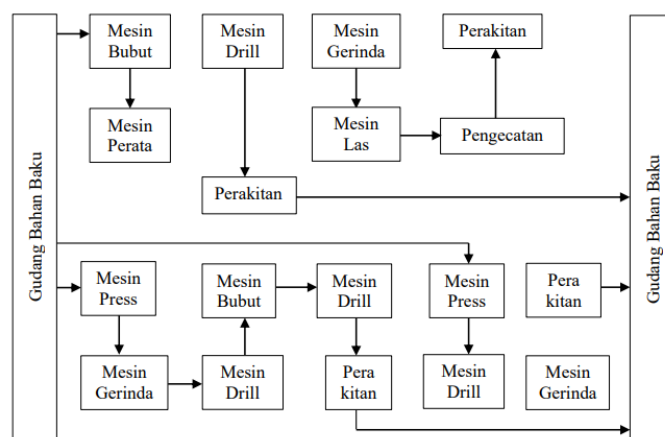 Gudang Bahan Baku
Mesin
Bubut
Mesin
Drill
Mesin
Gerinda
Perakitan
Mesin
Perata
Mesin
Las
Pengecatan
Perakitan
Mesin
Press
Mesin
Bubut
Mesin
Drill
Mesin
Press
Pera
kitan
Mesin
Gerinda
Mesin
Drill
Pera
kitan
Mesin
Drill
Mesin
Gerinda
Gudang Bahan Baku